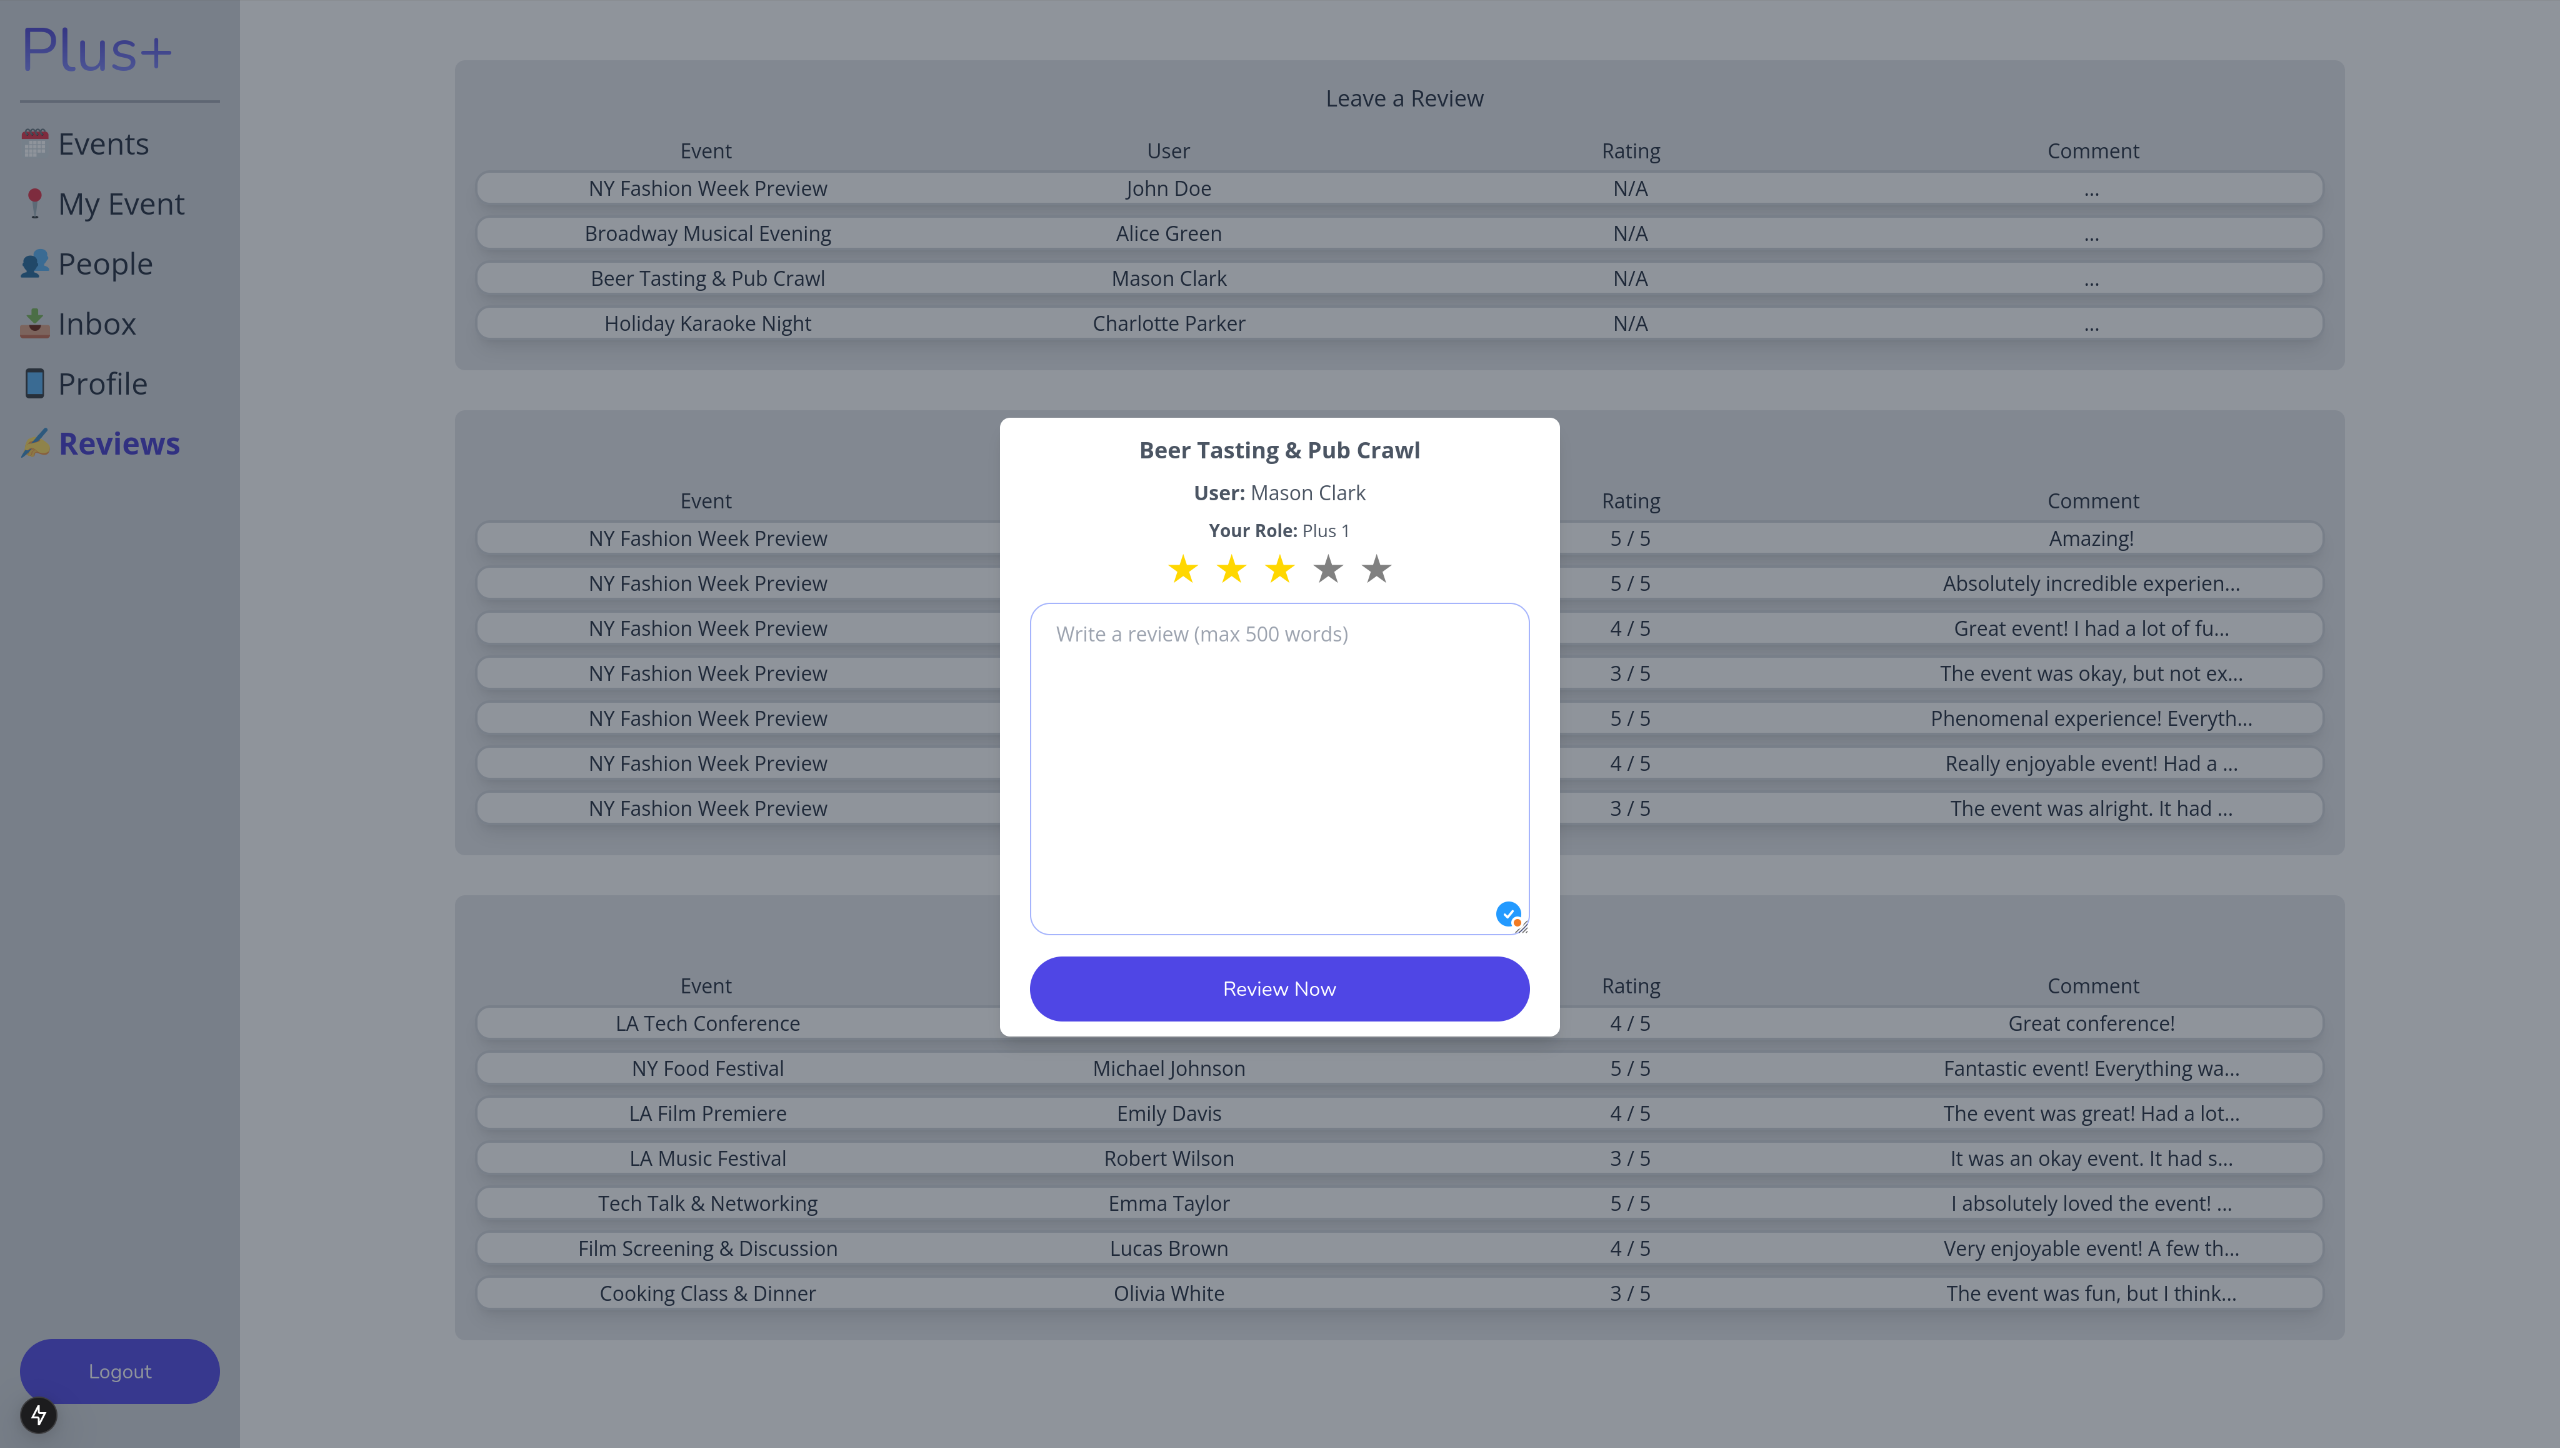 Plus+
Events
My Event
People
Inbox
Profile
Reviews
Logout
Leave a Review
Event User Rating Comment
NY Fashion Week Preview John Doe N/A ...
Broadway Musical Evening Alice Green N/A ...
Beer Tasting & Pub Crawl Mason Clark N/A ...
Holiday Karaoke Night Charlotte Parker N/A ...
Event Rating Comment
NY Fashion Week Preview 5 / 5 Amazing!
NY Fashion Week Preview 5 / 5 Absolutely incredible experien...
NY Fashion Week Preview 4 / 5 Great event! I had a lot of fu...
NY Fashion Week Preview 3 / 5 The event was okay, but not ex...
NY Fashion Week Preview 5 / 5 Phenomenal experience! Everyth...
NY Fashion Week Preview 4 / 5 Really enjoyable event! Had a ...
NY Fashion Week Preview 3 / 5 The event was alright. It had ...
Event Rating Comment
LA Tech Conference 4 / 5 Great conference!
NY Food Festival Michael Johnson 5 / 5 Fantastic event! Everything wa...
LA Film Premiere Emily Davis 4 / 5 The event was great! Had a lot...
LA Music Festival Robert Wilson 3 / 5 It was an okay event. It had s...
Tech Talk & Networking Emma Taylor 5 / 5 I absolutely loved the event! ...
Film Screening & Discussion Lucas Brown 4 / 5 Very enjoyable event! A few th...
Cooking Class & Dinner Olivia White 3 / 5 The event was fun, but I think...
Beer Tasting & Pub Crawl
User: Mason Clark
Your Role: Plus 1
Write a review (max 500 words)
Review Now